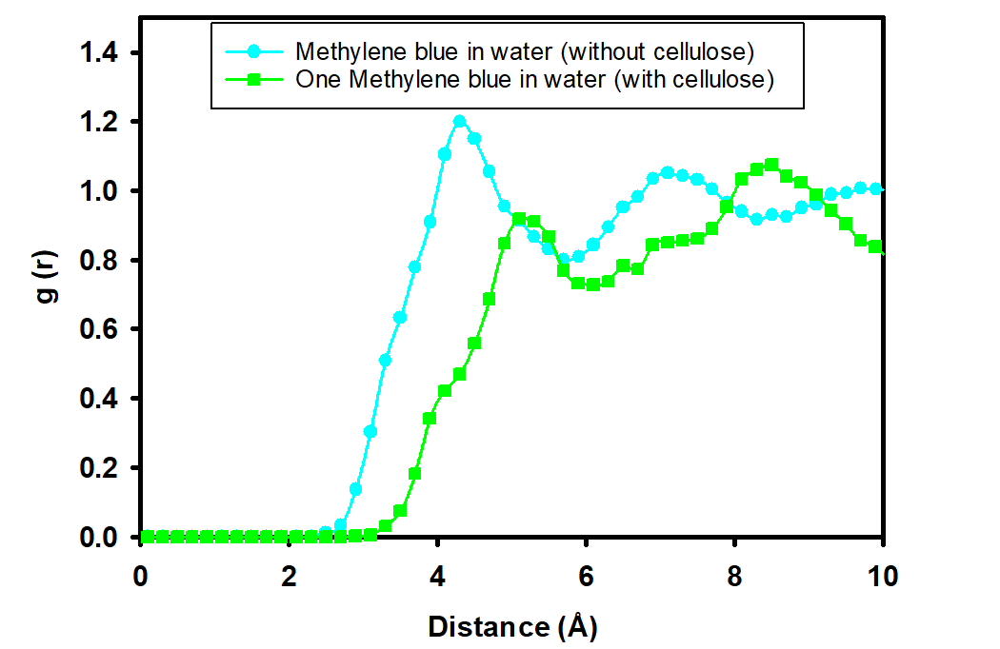 Methylene blue in water (without cellulose)
One Methylene blue in water (with cellulose)
1.4
1.2
1.0
0.8
0.6
0.4
0.2
0.0
g (r)
0 2 4 6 8 10
Distance (Å)